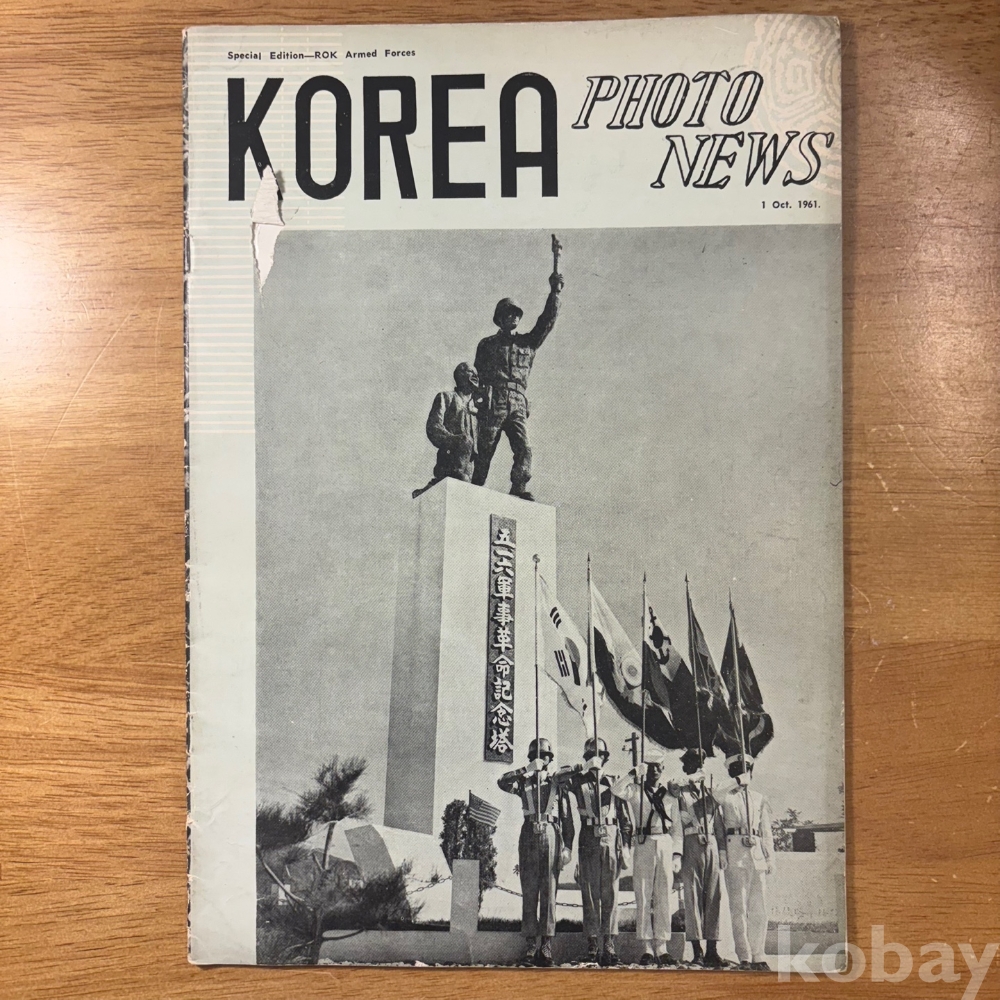 Special Edition—ROK Armed Forces
KOREA
PHOTO
NEWS
1 Oct. 1961.
五一六軍事革命記念塔
kobay